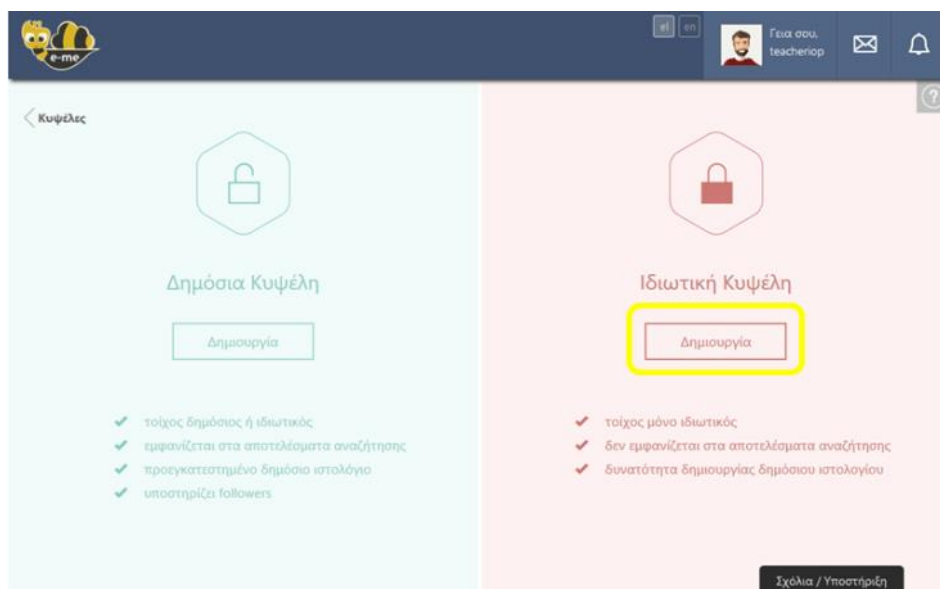 e-me
el en
Γεια σου,
teacheriop
?
Κυψέλες
Δημόσια Κυψέλη
Δημιουργία
τοίχος δημόσιος ή ιδιωτικός
εμφανίζεται στα αποτελέσματα αναζήτησης
προεγκατεστημένο δημόσιο ιστολόγιο
υποστηρίζει followers
Ιδιωτική Κυψέλη
Δημιουργία
τοίχος μόνο ιδιωτικός
δεν εμφανίζεται στα αποτελέσματα αναζήτησης
δυνατότητα δημιουργίας δημόσιου ιστολογίου
Σχόλια / Υποστήριξη